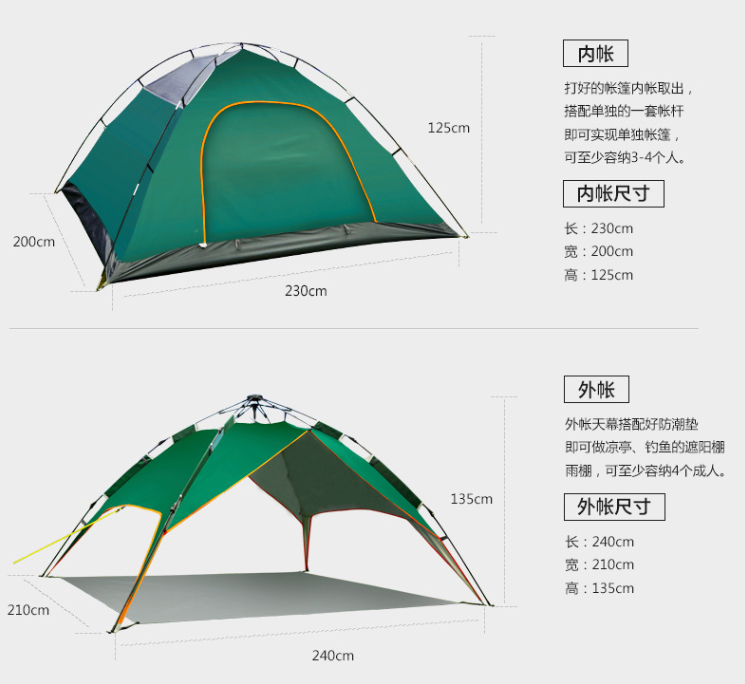 内帐
打好的帐篷内帐取出，
搭配单独的一套帐杆
即可实现单独帐篷，
可至少容纳3-4个人。
内帐尺寸
长：230cm
宽：200cm
高：125cm
125cm
200cm
230cm
外帐
外帐天幕搭配好防潮垫
即可做凉亭、钓鱼的遮阳棚
雨棚，可至少容纳4个成人。
外帐尺寸
长：240cm
宽：210cm
高：135cm
135cm
210cm
240cm